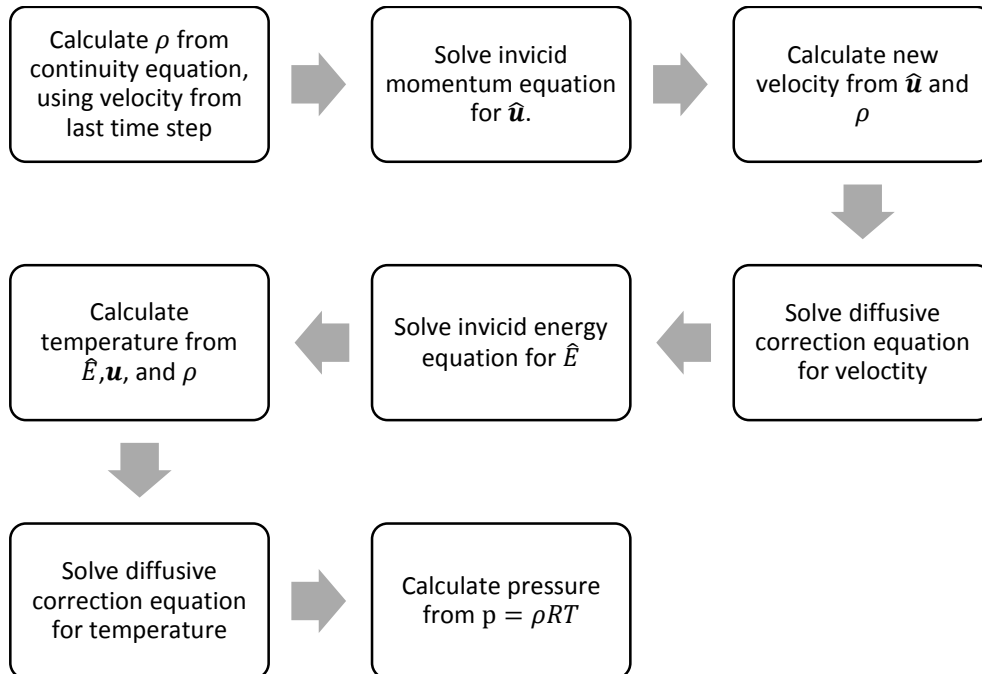 Calculate ρ from
continuity equation,
using velocity from
last time step
Solve invicid
momentum equation
for û.
Calculate new
velocity from û and
ρ
Solve diffusive
correction equation
for veloctity
Solve invicid energy
equation for Ê
Calculate
temperature from
Ê,u, and ρ
Solve diffusive
correction equation
for temperature
Calculate pressure
from p = ρRT